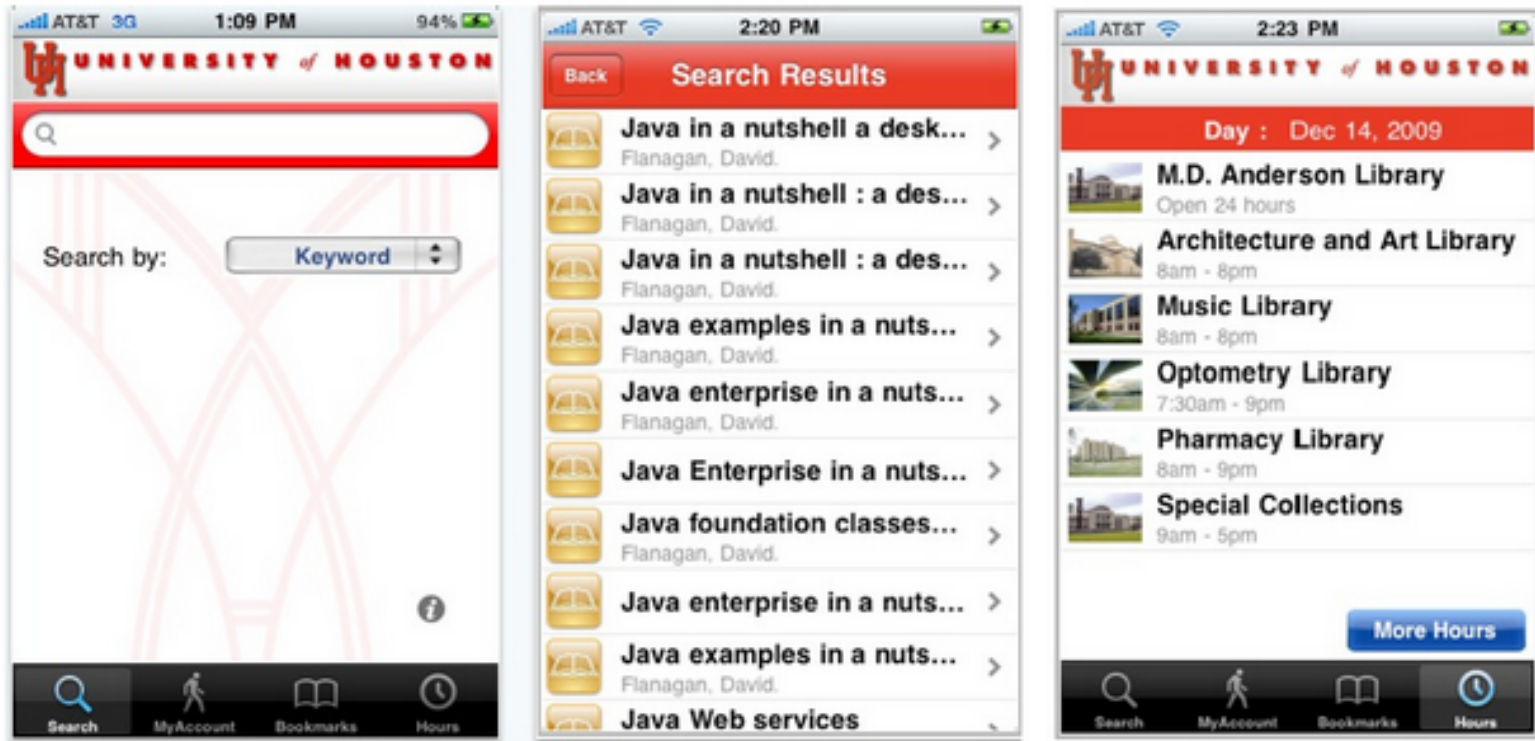 AT&T 3G 1:09 PM 94%
UNIVERSITY of HOUSTON
Search by: Keyword
Search
MyAccount
Bookmarks
Hours
AT&T 2:20 PM
Back Search Results
Java in a nutshell a desk...
Flanagan, David.
Java in a nutshell : a des...
Flanagan, David.
Java in a nutshell : a des...
Flanagan, David.
Java examples in a nuts...
Flanagan, David.
Java enterprise in a nuts...
Flanagan, David.
Java Enterprise in a nuts...
Java foundation classes...
Flanagan, David.
Java enterprise in a nuts...
Java examples in a nuts...
Flanagan, David.
Java Web services
AT&T 2:23 PM
UNIVERSITY of HOUSTON
Day : Dec 14, 2009
M.D. Anderson Library
Open 24 hours
Architecture and Art Library
8am - 8pm
Music Library
8am - 8pm
Optometry Library
7:30am - 9pm
Pharmacy Library
8am - 9pm
Special Collections
9am - 5pm
More Hours
Search
MyAccount
Bookmarks
Hours